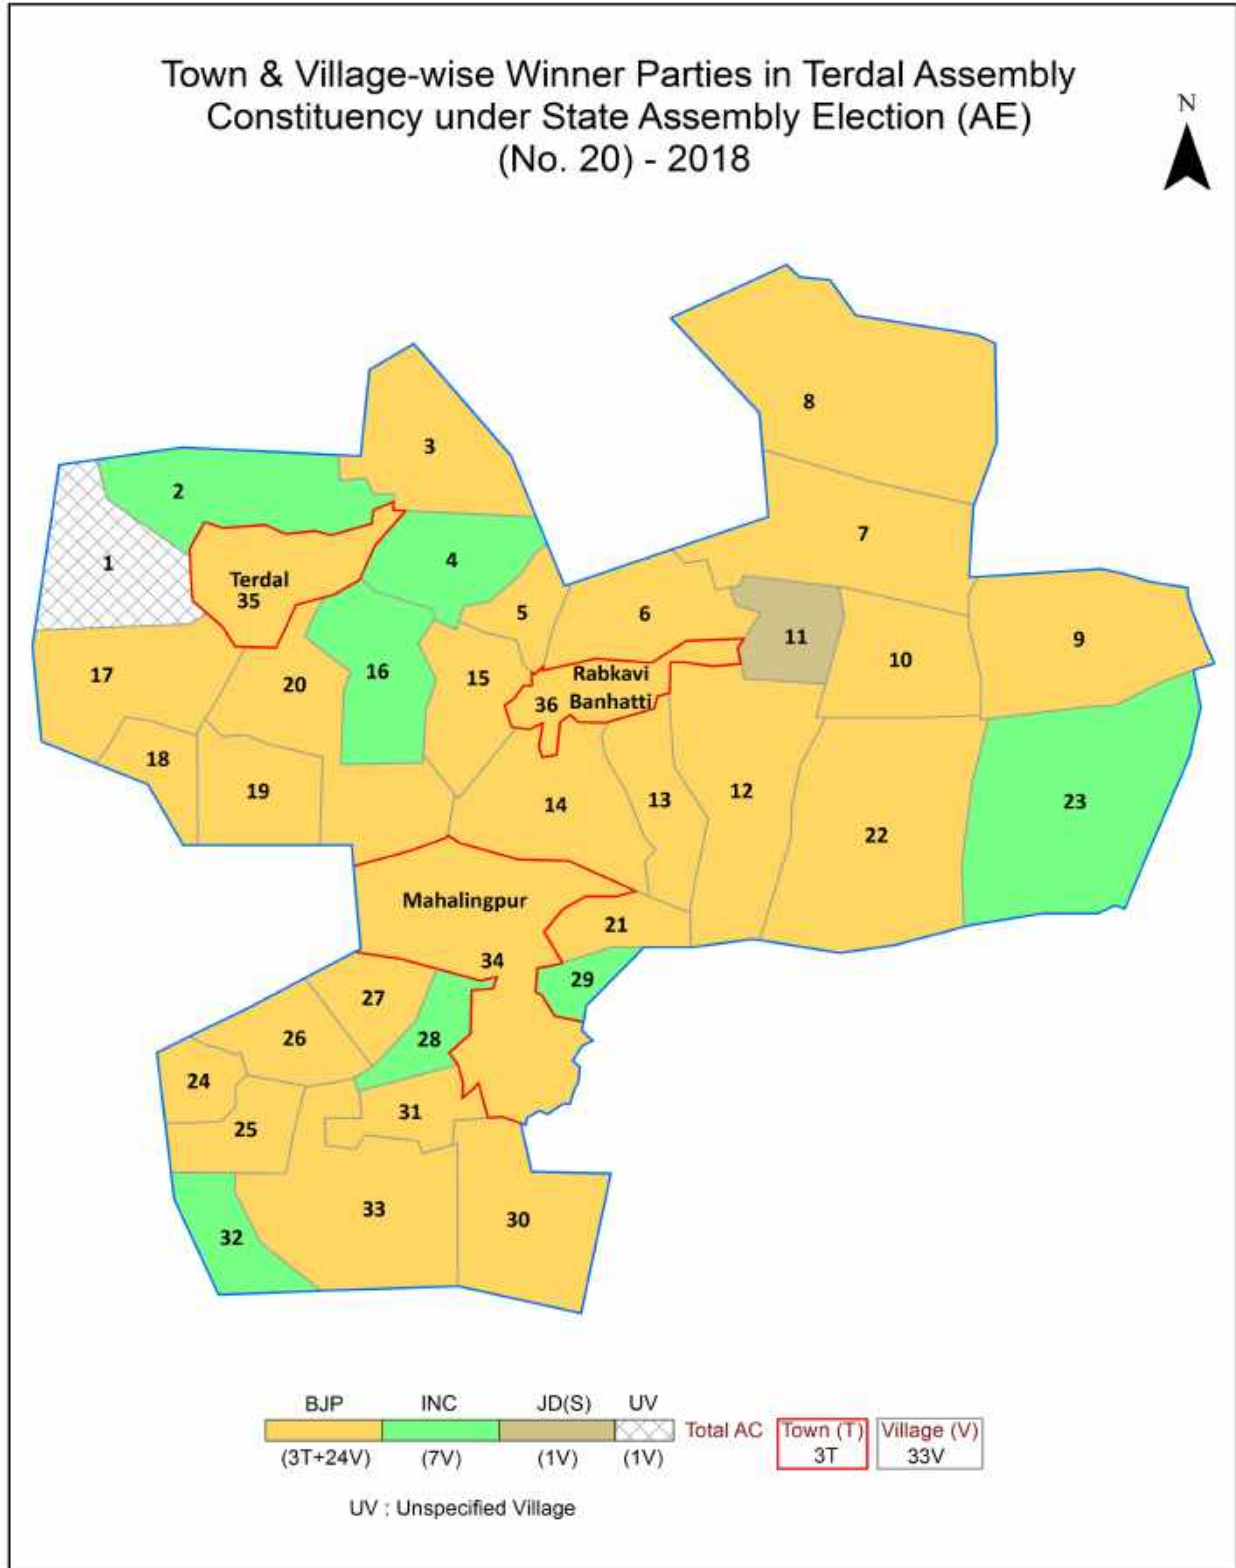 Town & Village-wise Winner Parties in Terdal Assembly
Constituency under State Assembly Election (AE)
(No. 20) - 2018
N
8
3
2
7
1
4
Terdal
35
5
6
11
9
10
17
20
16
15
Rabkavi
36 Banhatti
18
19
14
13
12
22
23
Mahalingpur
21
34
29
27
26
28
24
31
25
33
30
32
BJP INC JD(S) UV
Total AC Town (T) Village (V)
(3T+24V) (7V) (1V) (1V) 3T 33V
UV : Unspecified Village